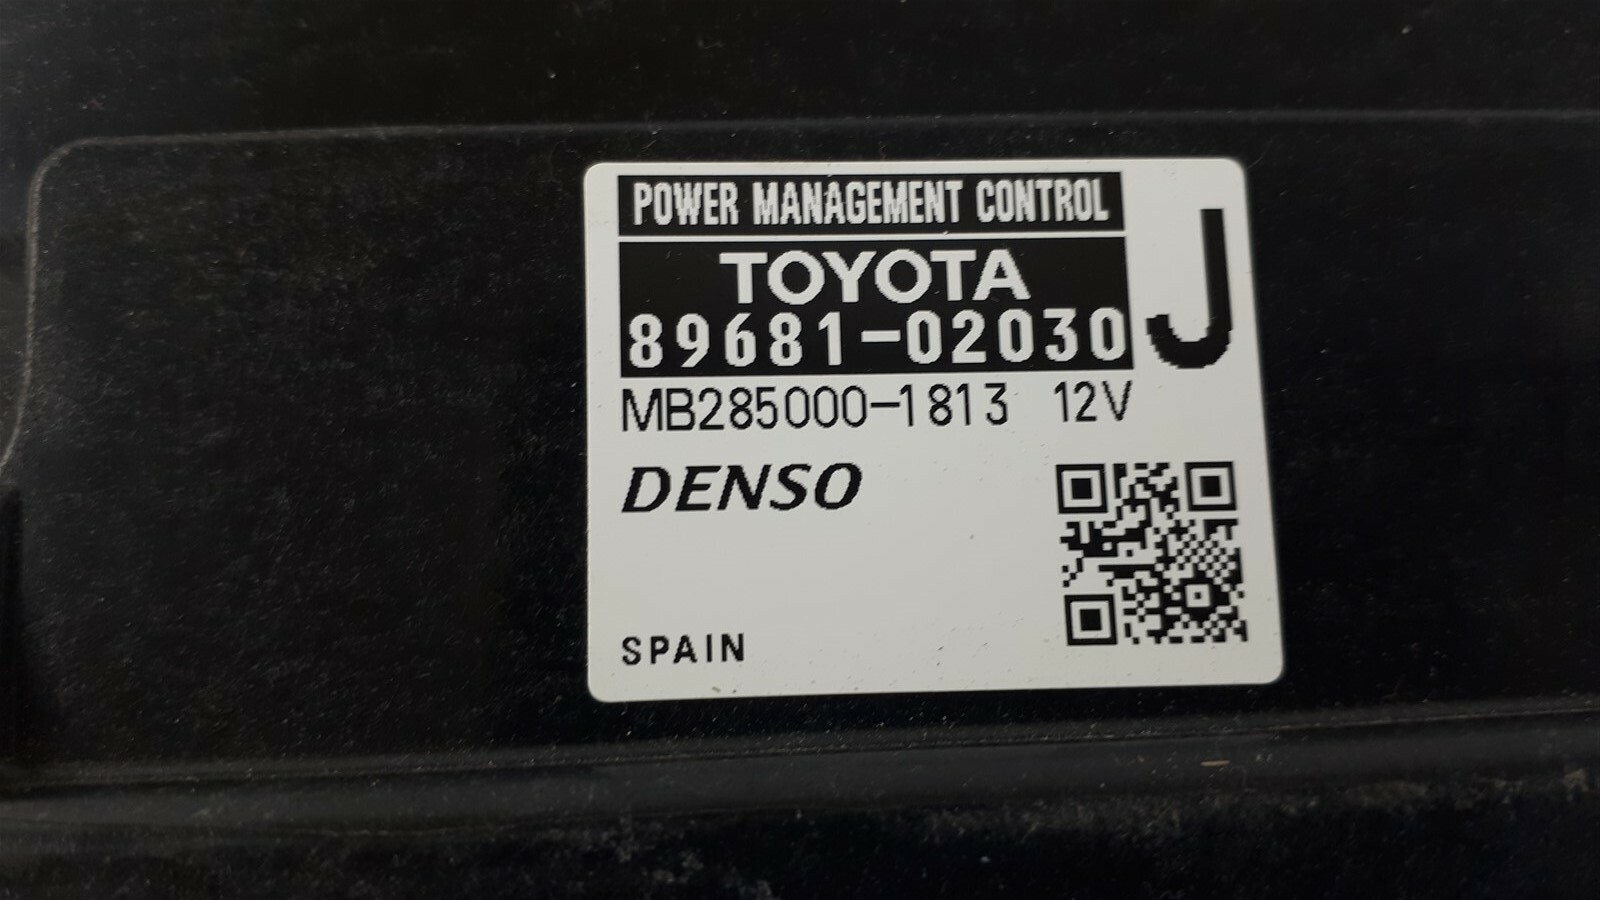 POWER MANAGEMENT CONTROL
TOYOTA
89681-02030
J
MB285000-1813 12V
DENSO
SPAIN